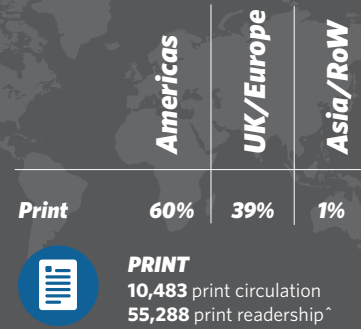 Americas
UK/Europe
Asia/RoW
Print 60% 39% 1%
PRINT
10,483 print circulation
55,288 print readership^